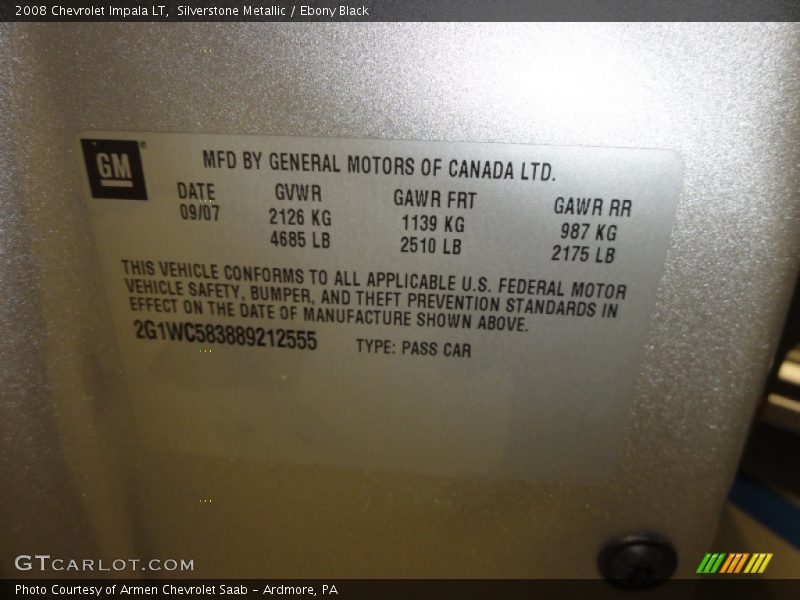 2008 Chevrolet Impala LT, Silverstone Metallic / Ebony Black
GM
MFD BY GENERAL MOTORS OF CANADA LTD.
DATE GVWR GAWR FRT GAWR RR
09/07 2126 KG 1139 KG 987 KG
4685 LB 2510 LB 2175 LB
THIS VEHICLE CONFORMS TO ALL APPLICABLE U.S. FEDERAL MOTOR
VEHICLE SAFETY, BUMPER, AND THEFT PREVENTION STANDARDS IN
EFFECT ON THE DATE OF MANUFACTURE SHOWN ABOVE.
2G1WC583889212555 TYPE: PASS CAR
GTCARLOT.COM
Photo Courtesy of Armen Chevrolet Saab - Ardmore, PA